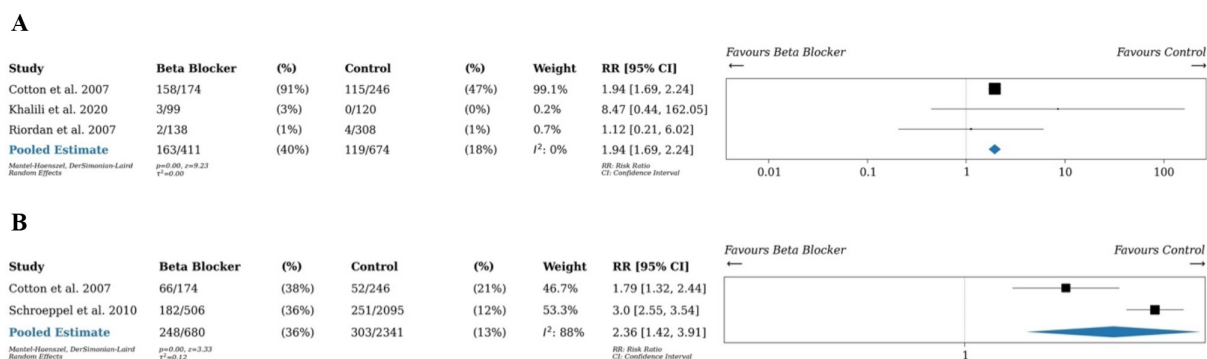 A
Favours Beta Blocker Favours Control
← →
Study Beta Blocker (%) Control (%) Weight RR [95% CI]
Cotton et al. 2007 158/174 (91%) 115/246 (47%) 99.1% 1.94 [1.69, 2.24]
Khalili et al. 2020 3/99 (3%) 0/120 (0%) 0.2% 8.47 [0.44, 162.05]
Riordan et al. 2007 2/138 (1%) 4/308 (1%) 0.7% 1.12 [0.21, 6.02]
Pooled Estimate 163/411 (40%) 119/674 (18%) I²: 0% 1.94 [1.69, 2.24]
Mantel-Haenszel, DerSimonian-Laird p=0.00, z=9.23 RR: Risk Ratio
Random Effects τ²=0.00 CI: Confidence Interval
0.01 0.1 1 10 100
B
Favours Beta Blocker Favours Control
← →
Study Beta Blocker (%) Control (%) Weight RR [95% CI]
Cotton et al. 2007 66/174 (38%) 52/246 (21%) 46.7% 1.79 [1.32, 2.44]
Schroeppel et al. 2010 182/506 (36%) 251/2095 (12%) 53.3% 3.0 [2.55, 3.54]
Pooled Estimate 248/680 (36%) 303/2341 (13%) I²: 88% 2.36 [1.42, 3.91]
Mantel-Haenszel, DerSimonian-Laird p=0.00, z=3.33 RR: Risk Ratio
Random Effects τ²=0.12 CI: Confidence Interval
1